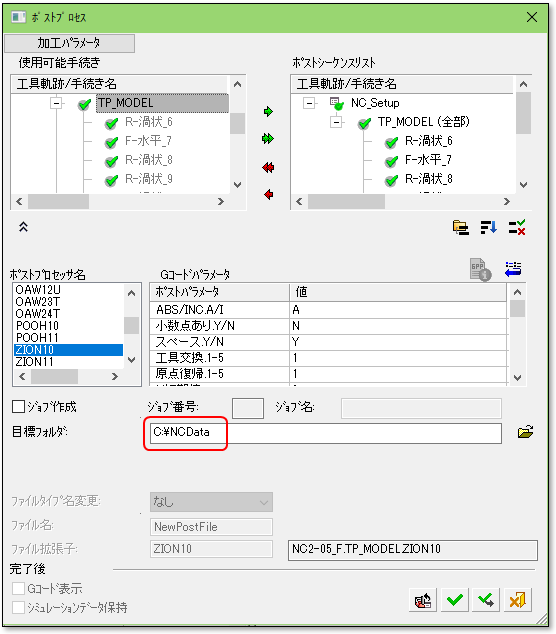 ﾎﾟｽﾄﾌﾟﾛｾｽ
加工ﾊﾟﾗﾒｰﾀ
使用可能手続き
工具軌跡/手続き名
TP_MODEL
R-渦状_6
F-水平_7
R-渦状_8
R-渦状_9
ﾎﾟｽﾄｼｰｹﾝｽﾘｽﾄ
工具軌跡/手続き名
NC_Setup
TP_MODEL (全部)
R-渦状_6
F-水平_7
R-渦状_8
ﾎﾟｽﾄﾌﾟﾛｾｯｻ名
OAW12U
OAW23T
OAW24T
POOH10
POOH11
ZION10
ZION11
Gｺｰﾄﾞﾊﾟﾗﾒｰﾀ
GPP
ﾎﾟｽﾄﾊﾟﾗﾒｰﾀ 値
ABS/INC.A/I A
小数点あり.Y/N N
スペース.Y/N Y
工具交換.1-5 1
原点復帰.1-5 1
ｼﾞｮﾌﾞ作成 ｼﾞｮﾌﾞ番号: ｼﾞｮﾌﾞ名:
目標ﾌｫﾙﾀﾞ: C:¥NCData
ﾌｧｲﾙﾀｲﾌﾟ名変更: なし
ﾌｧｲﾙ名: NewPostFile
ﾌｧｲﾙ拡張子: ZION10 NC2-05_F.TP_MODEL.ZION10
完了後
Gｺｰﾄﾞ表示
ｼﾐｭﾚｰｼｮﾝﾃﾞｰﾀ保持